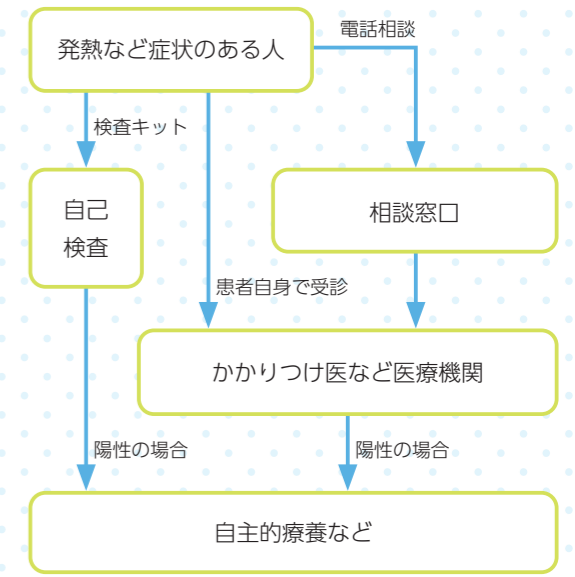 発熱など症状のある人
電話相談
検査キット
自己
検査
相談窓口
患者自身で受診
かかりつけ医など医療機関
陽性の場合
陽性の場合
自主的療養など